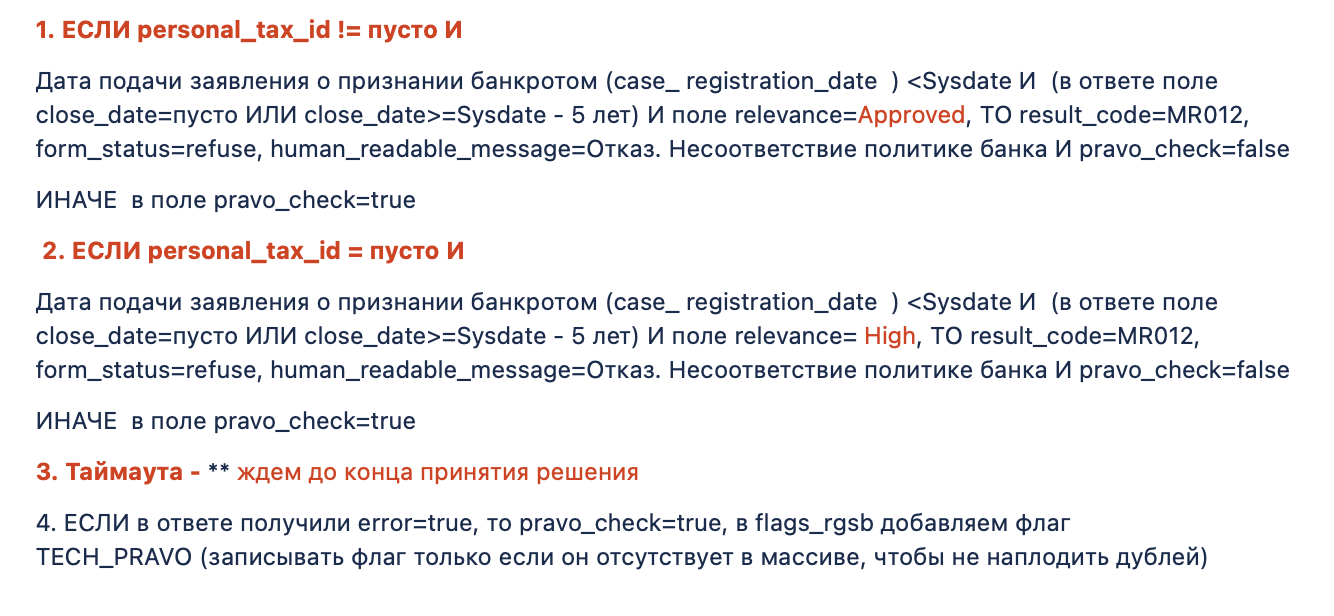 1. ЕСЛИ personal_tax_id != пусто И
Дата подачи заявления о признании банкротом (case_ registration_date  ) <Sysdate И  (в ответе поле
close_date=пусто ИЛИ close_date>=Sysdate - 5 лет) И поле relevance=Approved, ТО result_code=MR012,
form_status=refuse, human_readable_message=Отказ. Несоответствие политике банка И pravo_check=false
ИНАЧЕ  в поле pravo_check=true
2. ЕСЛИ personal_tax_id = пусто И
Дата подачи заявления о признании банкротом (case_ registration_date  ) <Sysdate И  (в ответе поле
close_date=пусто ИЛИ close_date>=Sysdate - 5 лет) И поле relevance= High, ТО result_code=MR012,
form_status=refuse, human_readable_message=Отказ. Несоответствие политике банка И pravo_check=false
ИНАЧЕ  в поле pravo_check=true
3. Таймаута - ** ждем до конца принятия решения
4. ЕСЛИ в ответе получили error=true, то pravo_check=true, в flags_rgsb добавляем флаг
TECH_PRAVO (записывать флаг только если он отсутствует в массиве, чтобы не наплодить дублей)